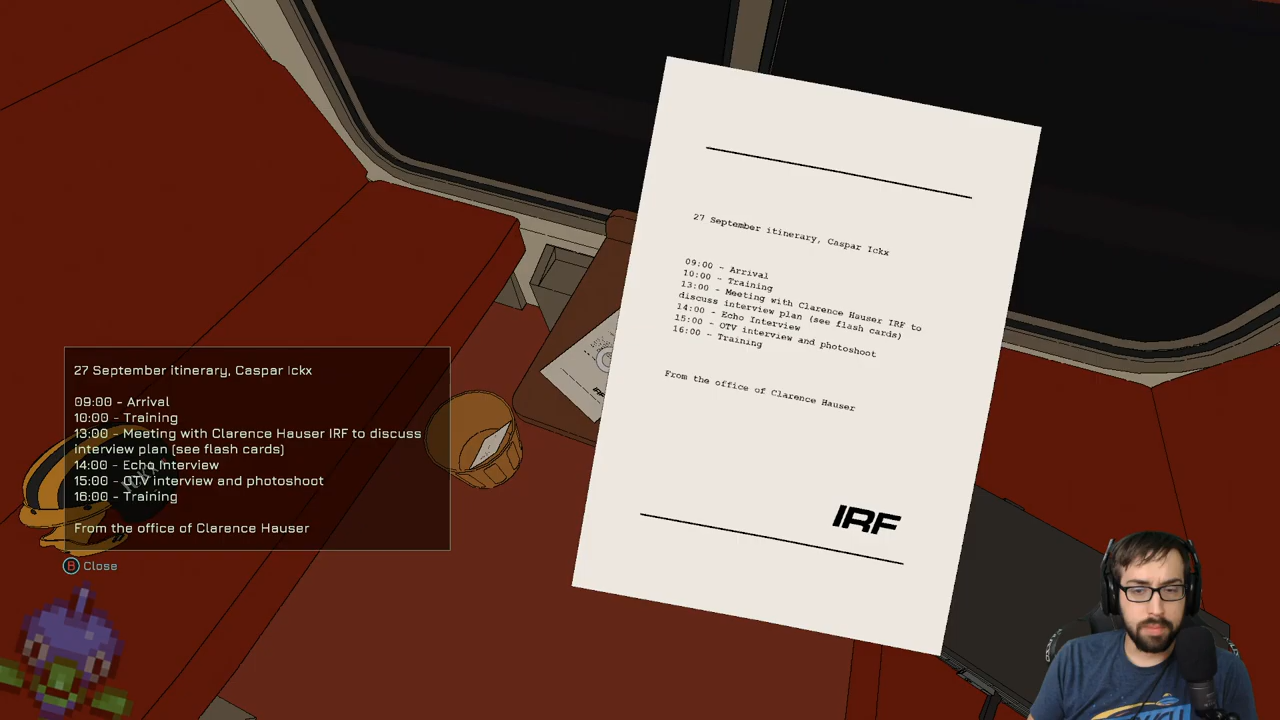 27 September itinerary, Caspar Ickx
09:00 - Arrival
10:00 - Training
13:00 - Meeting with Clarence Hauser IRF to
discuss interview plan (see flash cards)
14:00 - Echo Interview
15:00 - OTV interview and photoshoot
16:00 - Training
From the office of Clarence Hauser
IRF
27 September itinerary, Caspar Ickx
09:00 - Arrival
10:00 - Training
13:00 - Meeting with Clarence Hauser IRF to discuss
interview plan (see flash cards)
14:00 - Echo Interview
15:00 - OTV interview and photoshoot
16:00 - Training
From the office of Clarence Hauser
B Close